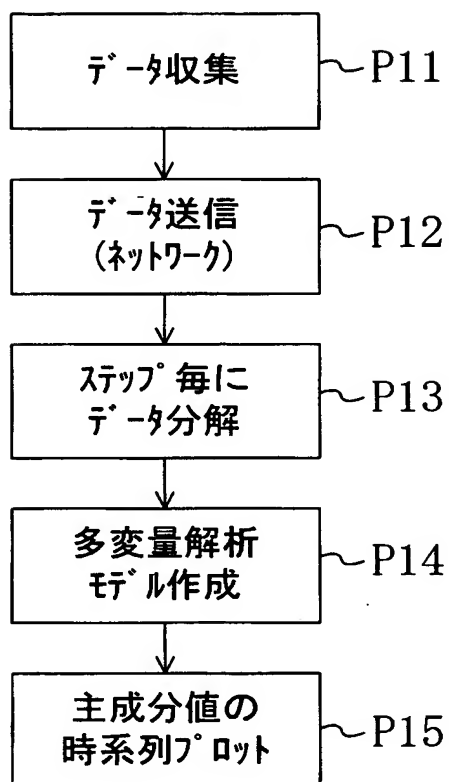 データ収集
P11
データ送信
(ネットワーク)
P12
ステップ毎に
データ分解
P13
多変量解析
モデル作成
P14
主成分値の
時系列プロット
P15